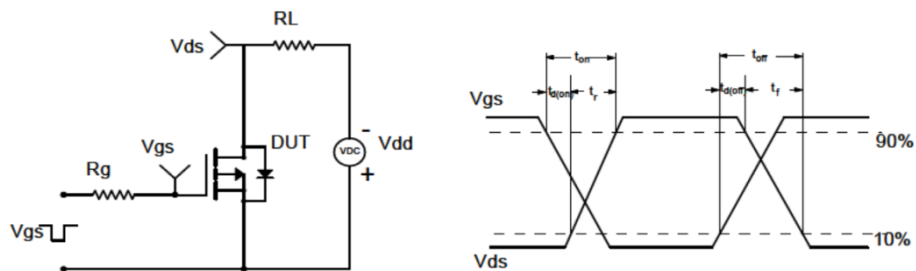 RL
Vds
Vgs
DUT
VDC
-
+
Vdd
Rg
Vgs
ton
toff
td(on)
tr
td(off)
tf
Vgs
90%
10%
Vds